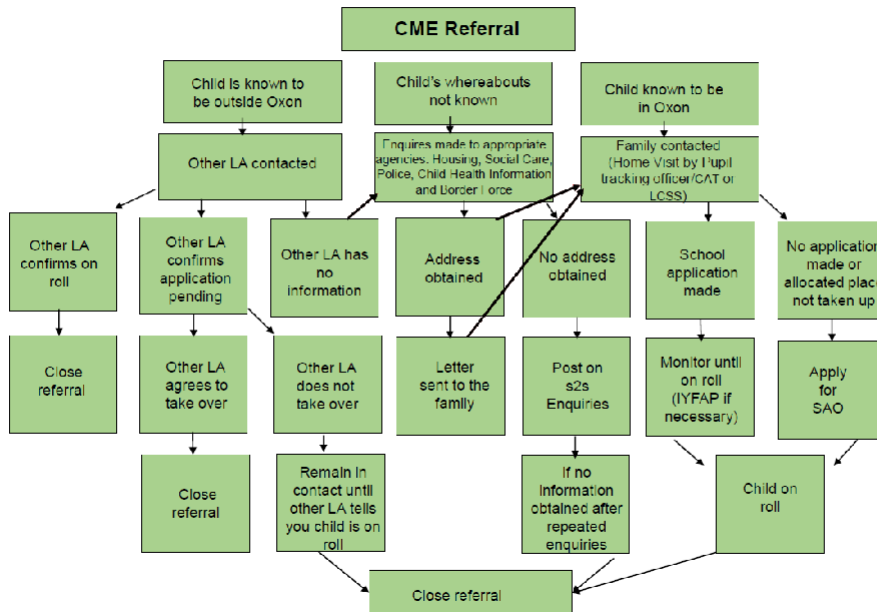 CME Referral
Child is known to
be outside Oxon
Child's whereabouts
not known
Child known to be
in Oxon
Other LA contacted
Enquires made to appropriate
agencies. Housing, Social Care,
Police, Child Health Information
and Border Force
Family contacted
(Home Visit by Pupil
tracking officer/CAT or
LCSS)
Other LA
confirms on
roll
Other LA
confirms
application
pending
Other LA has
no
information
Address
obtained
No address
obtained
School
application
made
No application
made or
allocated place
not taken up
Close
referral
Other LA
agrees to
take over
Other LA
does not
take over
Letter
sent to the
family
Post on
s2s
Enquiries
Monitor until
on roll
(IYFAP if
necessary)
Apply
for
SAO
Close
referral
Remain in
contact until
other LA tells
you child is on
roll
If no
information
obtained after
repeated
enquiries
Child on
roll
Close referral